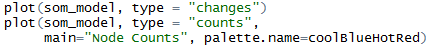 plot(som_model, type = "changes")
plot(som_model, type = "counts",
     main="Node Counts", palette.name=coolBlueHotRed)